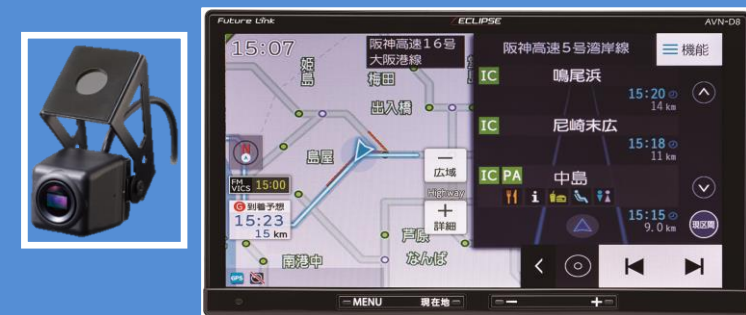 Future Link
ECLIPSE
AVN-D8
15:07
阪神高速16号
大阪港線
姫島
梅田
出入橋
島屋
FM
VICS 15:00
G 到着予想
15:23
15 km
南港中
芦原
なんば
GPS
広域
Highway
詳細
阪神高速5号湾岸線
機能
IC
鳴尾浜
15:20
14 km
IC
尼崎末広
15:18
11 km
IC PA
中島
15:15
9.0 km
現区間
MENU
現在地